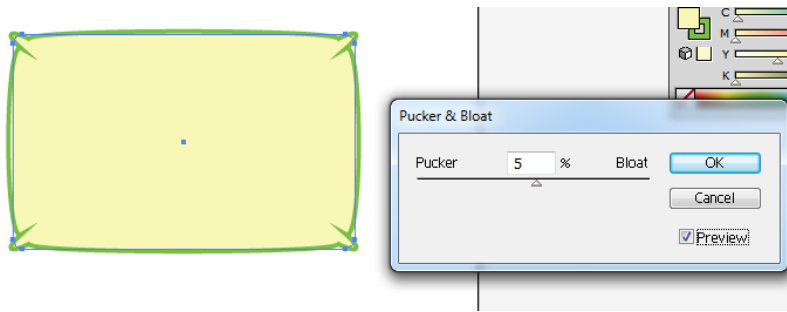 C
M
Y
K
Pucker & Bloat
Pucker 5 % Bloat
OK
Cancel
Preview